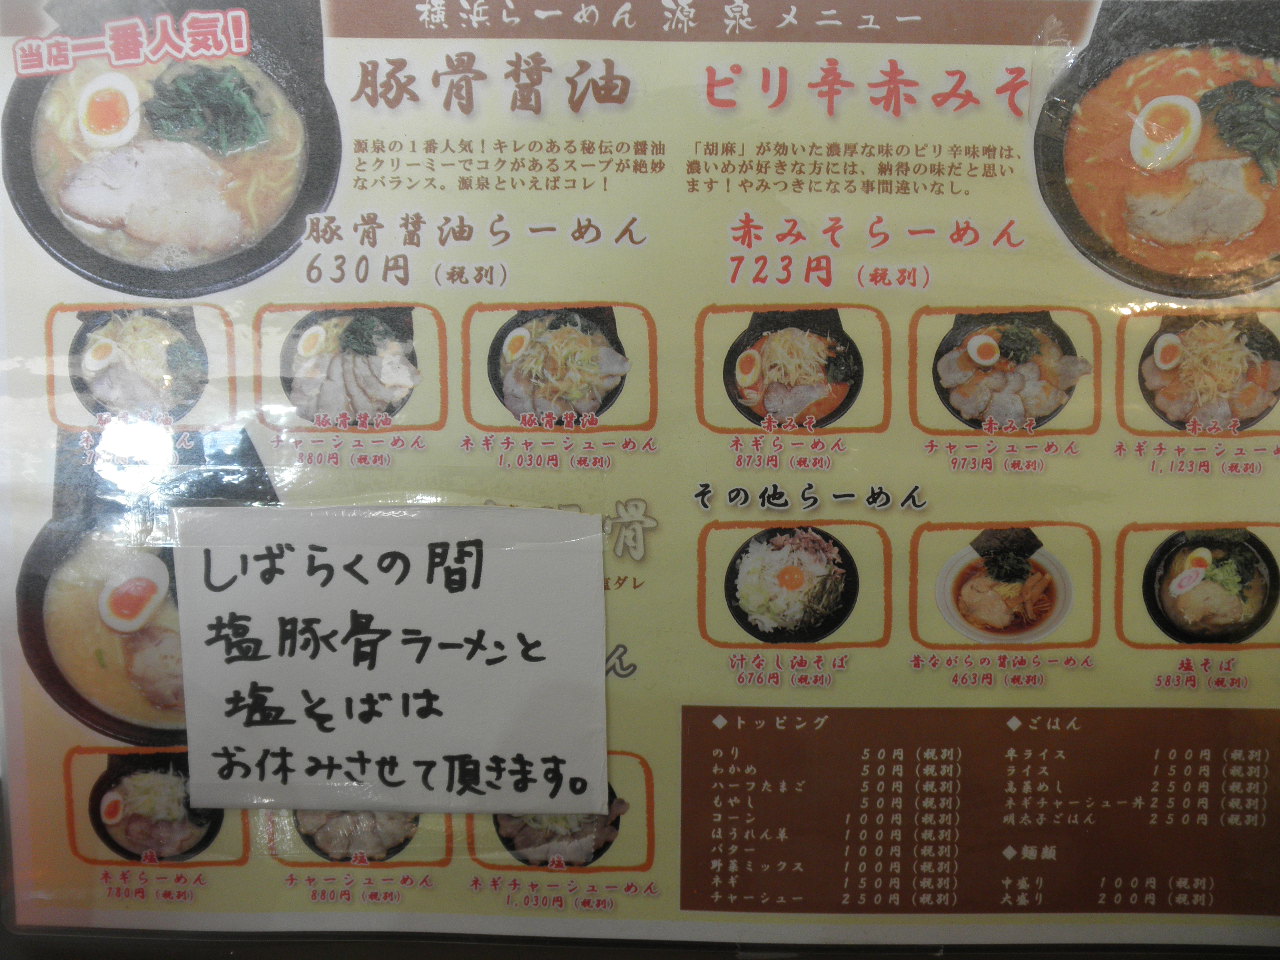 横浜らーめん 源泉メニュー
当店一番人気！
豚骨醤油
源泉の１番人気！キレのある秘伝の醤油
とクリーミーでコクがあるスープが絶妙
なバランス。源泉といえばコレ！
豚骨醤油らーめん
630円（税別）
ピリ辛赤みそ
「胡麻」が効いた濃厚な味のピリ辛味噌は、
濃いめが好きな方には、納得の味だと思い
ます！やみつきになる事間違いなし。
赤みそらーめん
723円（税別）
豚骨醤油
豚骨醤油
チャーシューめん
880円（税別）
豚骨醤油
ネギチャーシューめん
1,030円（税別）
赤みそ
ネギらーめん
873円（税別）
赤みそ
チャーシューめん
973円（税別）
赤みそ
ネギチャーシューめ
1,123円（税別）
骨
塩ダレ
ん
しばらくの間
塩豚骨ラーメンと
塩そばは
お休みさせて頂きます。
塩
ネギらーめん
780円（税別）
塩
チャーシューめん
880円（税別）
塩
ネギチャーシューめん
1,030円（税別）
その他らーめん
汁なし油そば
676円（税別）
昔ながらの醤油らーめん
463円（税別）
塩そば
583円（税別）
◆トッピング
のり 50円（税別）
わかめ 50円（税別）
ハーフたまご 50円（税別）
もやし 50円（税別）
コーン 100円（税別）
ほうれん草 100円（税別）
バター 100円（税別）
野菜ミックス 100円（税別）
ネギ 150円（税別）
チャーシュー 250円（税別）
◆ごはん
半ライス 100円（税別）
ライス 150円（税別）
高菜めし 250円（税別）
ネギチャーシュー丼 250円（税別）
明太子ごはん 250円（税別）
◆麺類
中盛り 100円（税別）
大盛り 200円（税別）